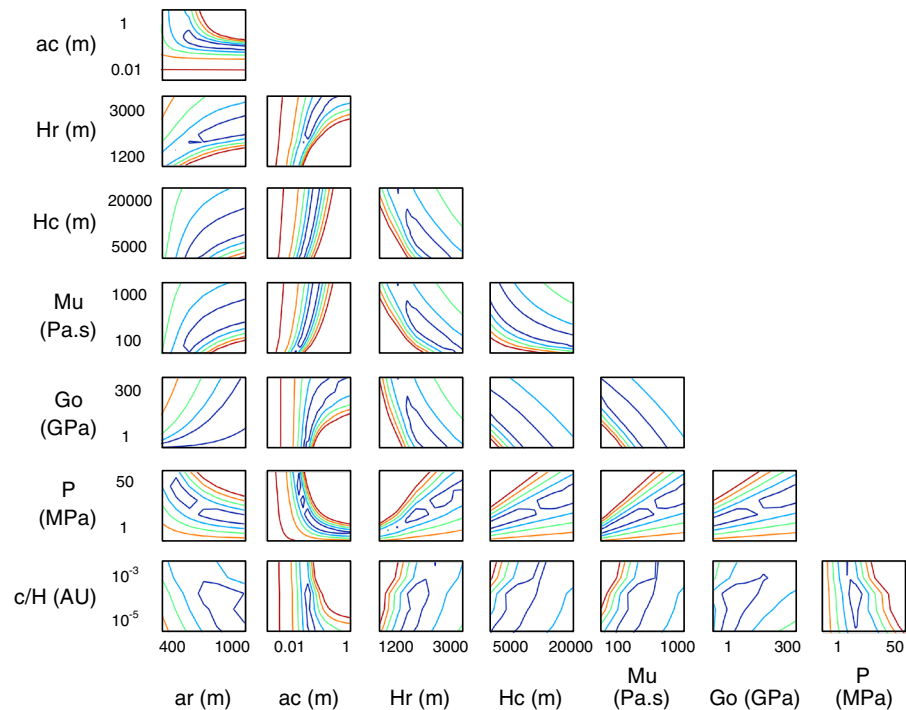 1
ac (m)
0.01
3000
Hr (m)
1200
20000
Hc (m)
5000
1000
Mu
(Pa.s)
100
300
Go
(GPa)
1
50
P
(MPa)
1
10-3
c/H (AU)
10-5
400 1000 0.01 1 1200 3000 5000 20000 100 1000 1 300 1 50
ar (m) ac (m) Hr (m) Hc (m) Mu (Pa.s) Go (GPa) P (MPa)